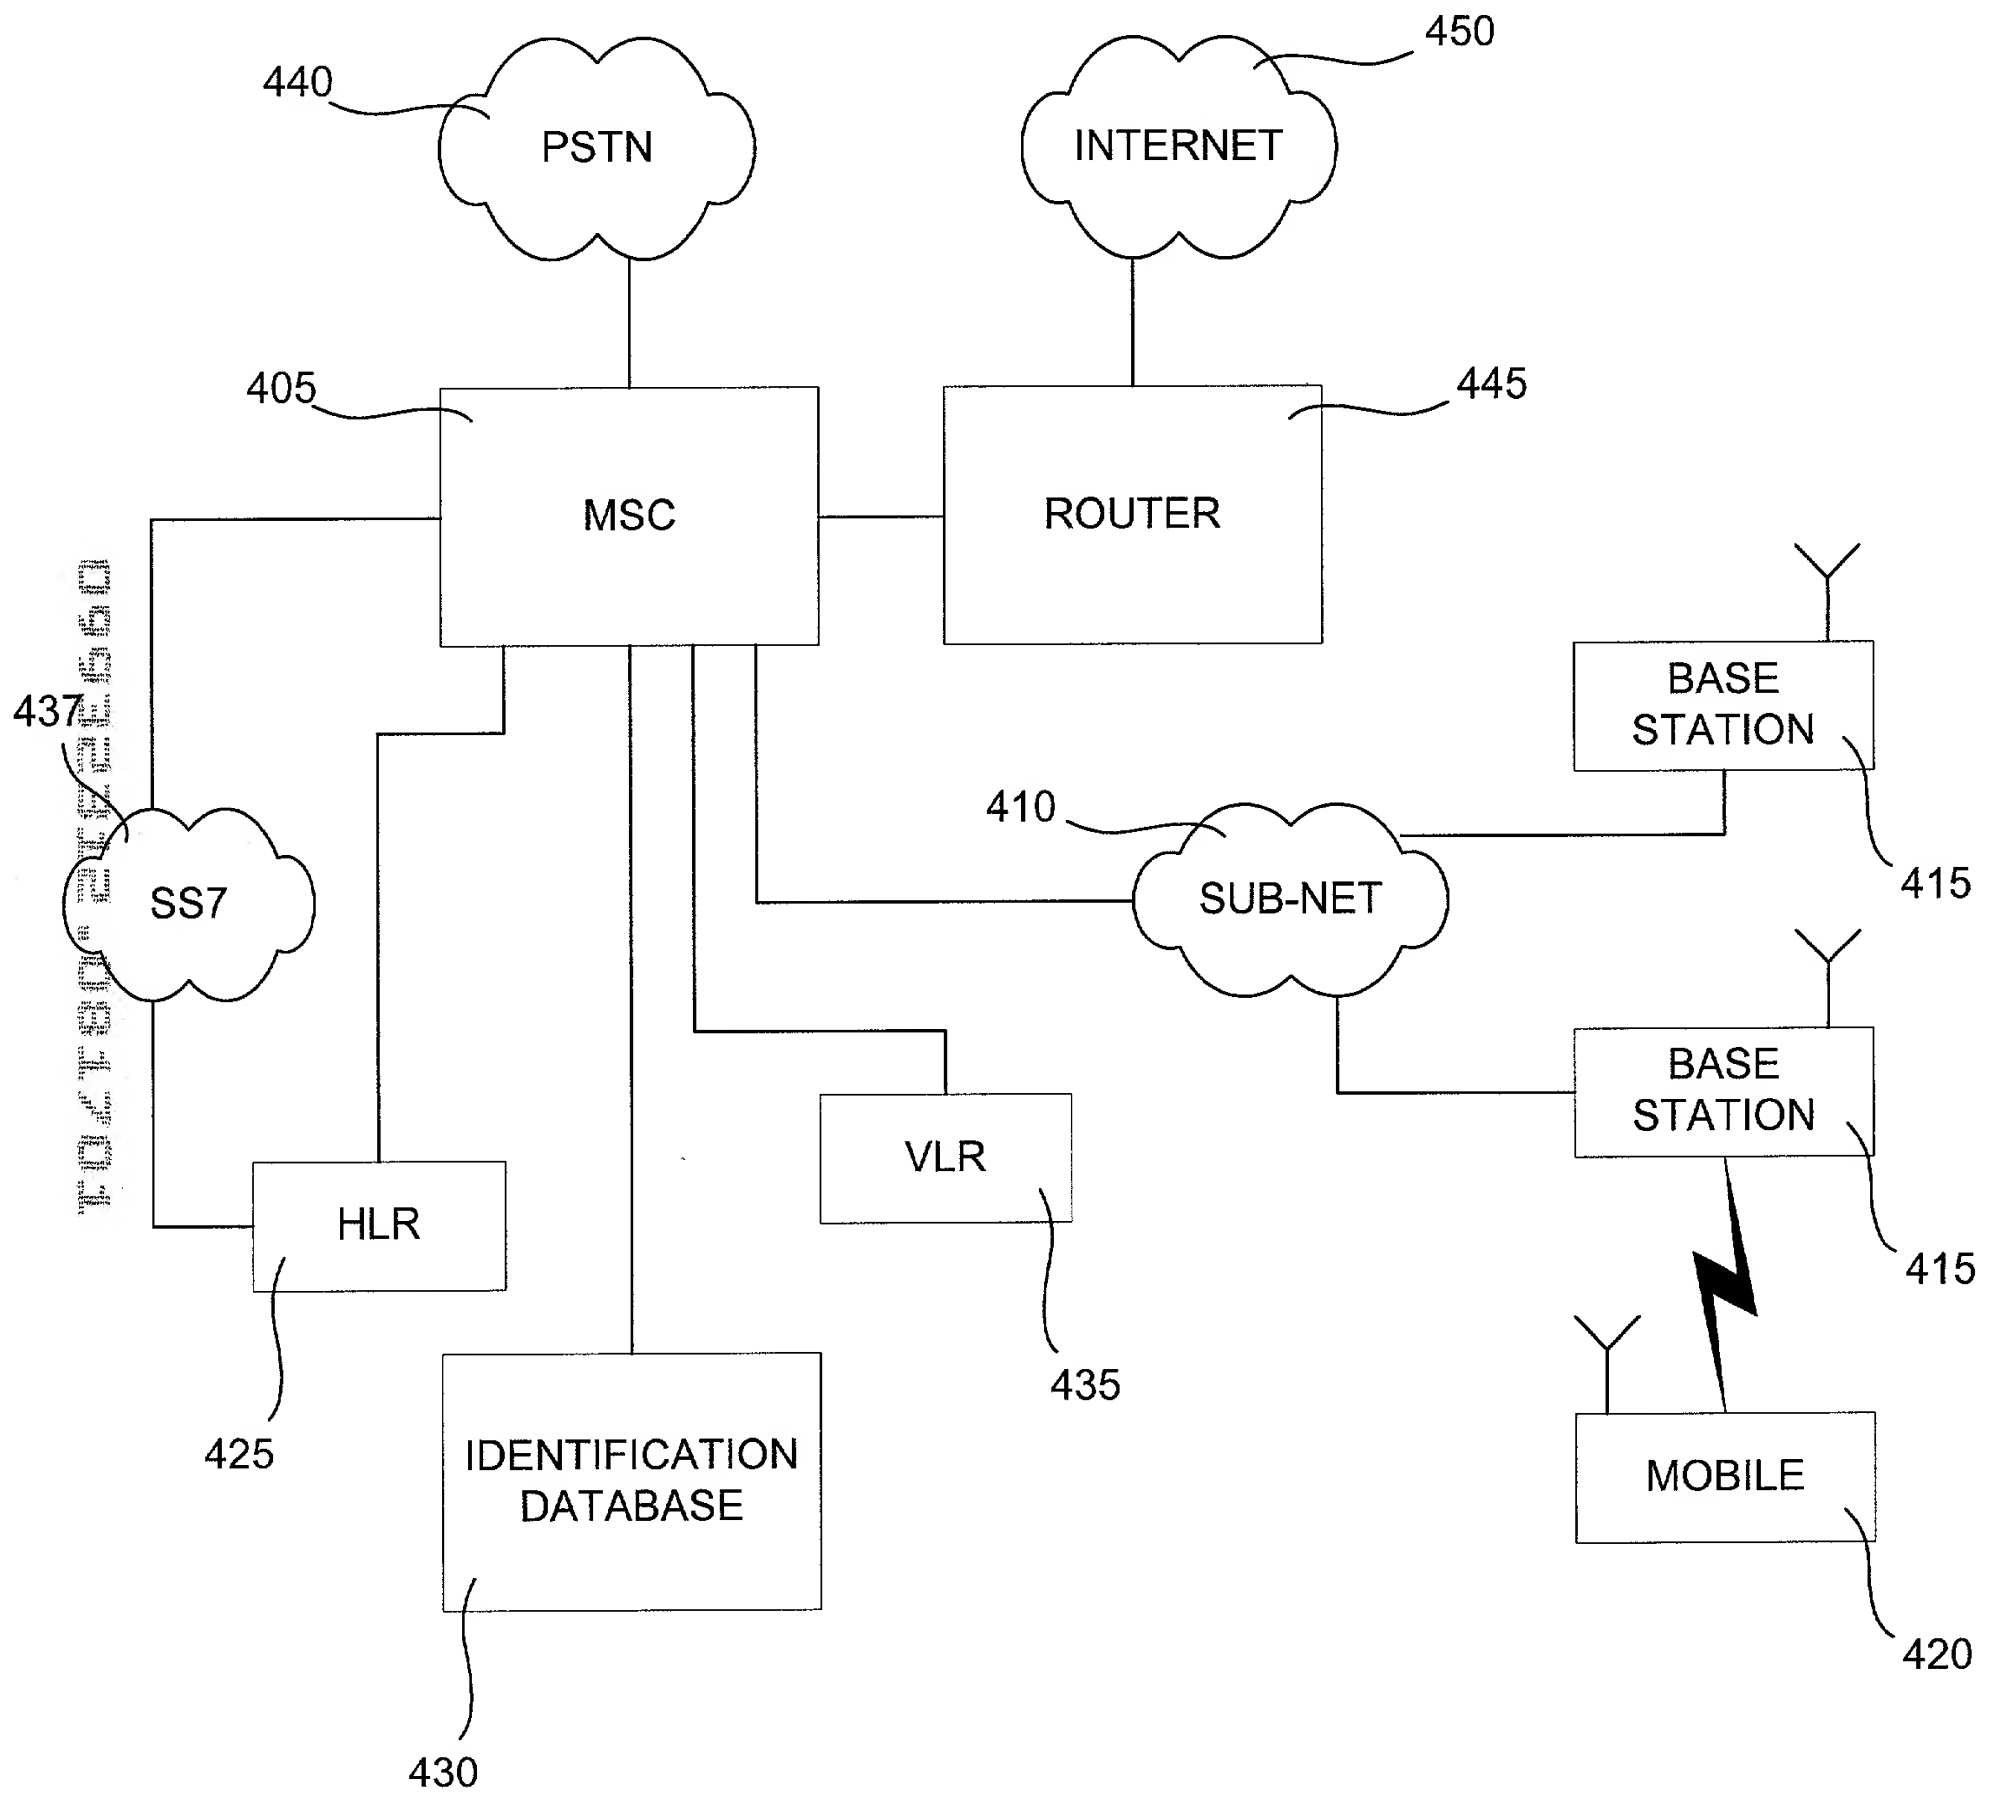 440
PSTN
450
INTERNET
405
MSC
445
ROUTER
437
SS7
410
SUB-NET
BASE
STATION
415
BASE
STATION
415
HLR
425
VLR
435
IDENTIFICATION
DATABASE
430
MOBILE
420